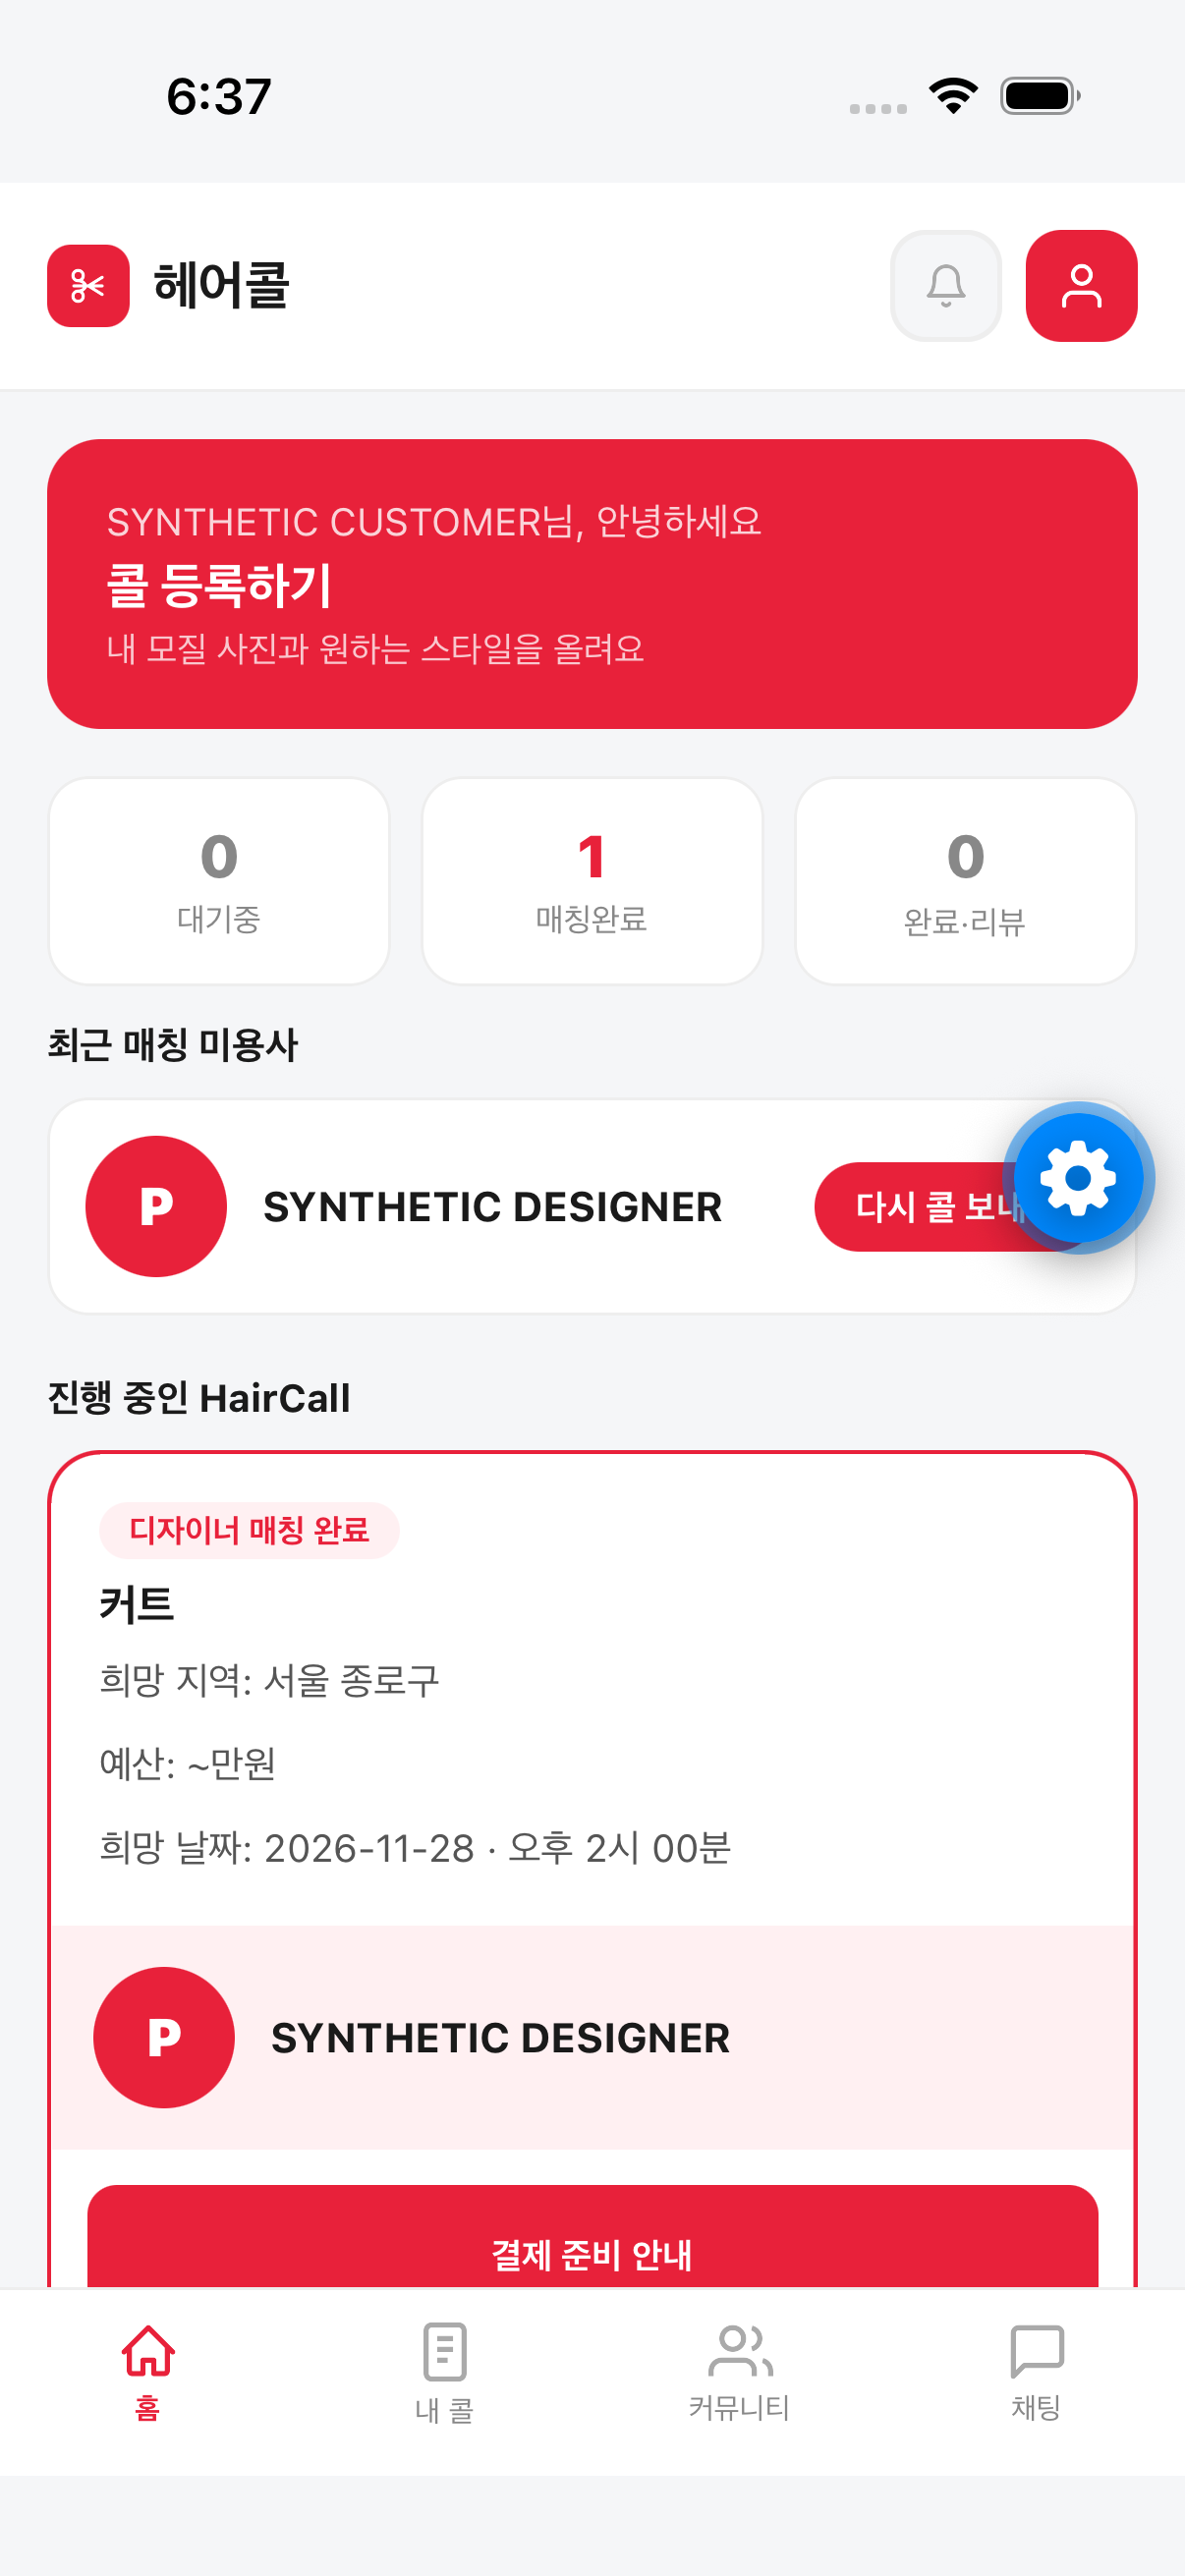 6:37
헤어콜
SYNTHETIC CUSTOMER님, 안녕하세요
콜 등록하기
내 모질 사진과 원하는 스타일을 올려요
0
대기중
1
매칭완료
0
완료·리뷰
최근 매칭 미용사
P
SYNTHETIC DESIGNER
다시 콜
진행 중인 HairCall
디자이너 매칭 완료
커트
희망 지역: 서울 종로구
예산: ~만원
희망 날짜: 2026-11-28 · 오후 2시 00분
P
SYNTHETIC DESIGNER
결제 준비 안내
홈
내 콜
커뮤니티
채팅